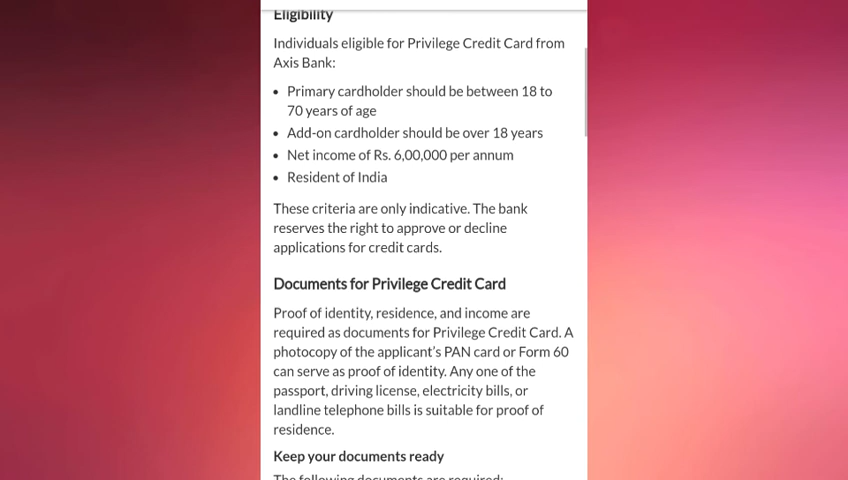 Eligibility
Individuals eligible for Privilege Credit Card from
Axis Bank:
• Primary cardholder should be between 18 to
70 years of age
• Add-on cardholder should be over 18 years
• Net income of Rs. 6,00,000 per annum
• Resident of India
These criteria are only indicative. The bank
reserves the right to approve or decline
applications for credit cards.
Documents for Privilege Credit Card
Proof of identity, residence, and income are
required as documents for Privilege Credit Card. A
photocopy of the applicant's PAN card or Form 60
can serve as proof of identity. Any one of the
passport, driving license, electricity bills, or
landline telephone bills is suitable for proof of
residence.
Keep your documents ready
The following documents are required: